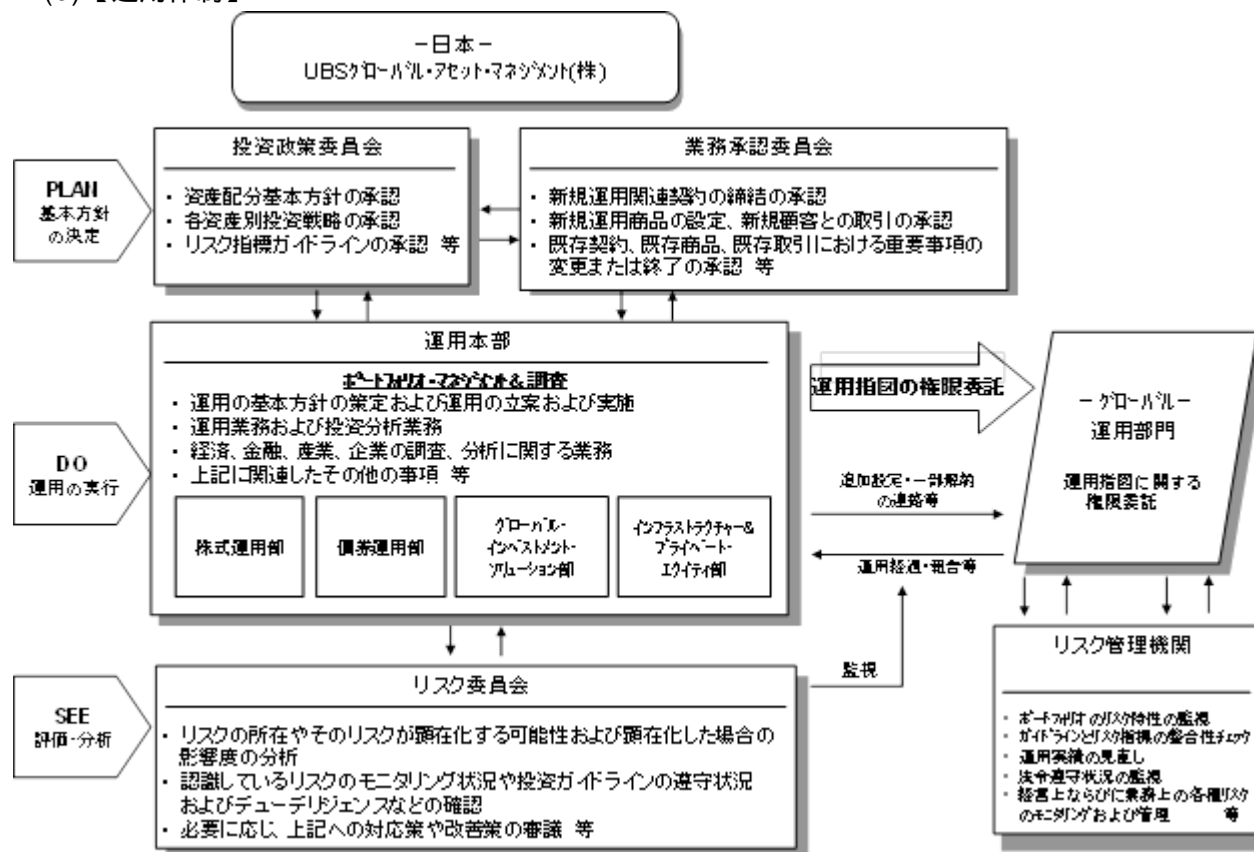 －日本－
UBSｸﾞﾛｰﾊﾞﾙ・ｱｾｯﾄ・ﾏﾈｼﾞﾒﾝﾄ(株)
PLAN
基本方針
の決定
投資政策委員会
・ 資産配分基本方針の承認
・ 各資産別投資戦略の承認
・ リスク指標ガイドラインの承認 等
業務承認委員会
・ 新規運用関連契約の締結の承認
・ 新規運用商品の設定、新規顧客との取引の承認
・ 既存契約、既存商品、既存取引における重要事項の
変更または終了の承認 等
DO
運用の実行
運用本部
ﾎﾟｰﾄﾌｫﾘｵ・ﾏﾈｼﾞﾒﾝﾄ＆調査
・ 運用の基本方針の策定および運用の立案および実施
・ 運用業務および投資分析業務
・ 経済、金融、産業、企業の調査、分析に関する業務
・ 上記に関連したその他の事項 等
株式運用部
債券運用部
ｸﾞﾛｰﾊﾞﾙ・
ｲﾝﾍﾞｽﾄﾒﾝﾄ・
ｿﾘｭｰｼｮﾝ部
ｲﾝﾌﾗｽﾄﾗｸﾁｬｰ&
ﾌﾟﾗｲﾍﾞｰﾄ・
ｴｸｲﾃｨ部
運用指図の権限委託
追加設定・一部解約
の連絡等
運用経過・報告等
監視
－ｸﾞﾛｰﾊﾞﾙ－
運用部門
運用指図に関する
権限委託
SEE
評価・分析
リスク委員会
・ リスクの所在やそのリスクが顕在化する可能性および顕在化した場合の
影響度の分析
・ 認識しているリスクのモニタリング状況や投資ガイドラインの遵守状況
およびデューデリジェンスなどの確認
・ 必要に応じ、上記への対応策や改善策の審議 等
リスク管理機関
・ ﾎﾟｰﾄﾌｫﾘｵのﾘｽｸ特性の監視
・ ｶﾞｲﾄﾞﾗｲﾝとﾘｽｸ指標の整合性ﾁｪｯｸ
・ 運用実績の見直し
・ 法令遵守状況の監視
・ 経営上ならびに業務上の各種ﾘｽｸ
のﾓﾆﾀﾘﾝｸﾞおよび管理 等